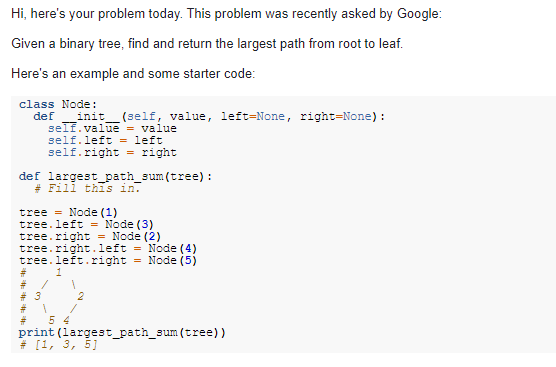 Hi, here's your problem today. This problem was recently asked by Google:
Given a binary tree, find and return the largest path from root to leaf.
Here's an example and some starter code:
class Node:
  def __init__(self, value, left=None, right=None):
    self.value = value
    self.left = left
    self.right = right
def largest_path_sum(tree):
  # Fill this in.
tree = Node(1)
tree.left = Node(3)
tree.right = Node(2)
tree.right.left = Node(4)
tree.left.right = Node(5)
#    1
#  /   \
# 3     2
#  \   /
#   5 4
print(largest_path_sum(tree))
# [1, 3, 5]